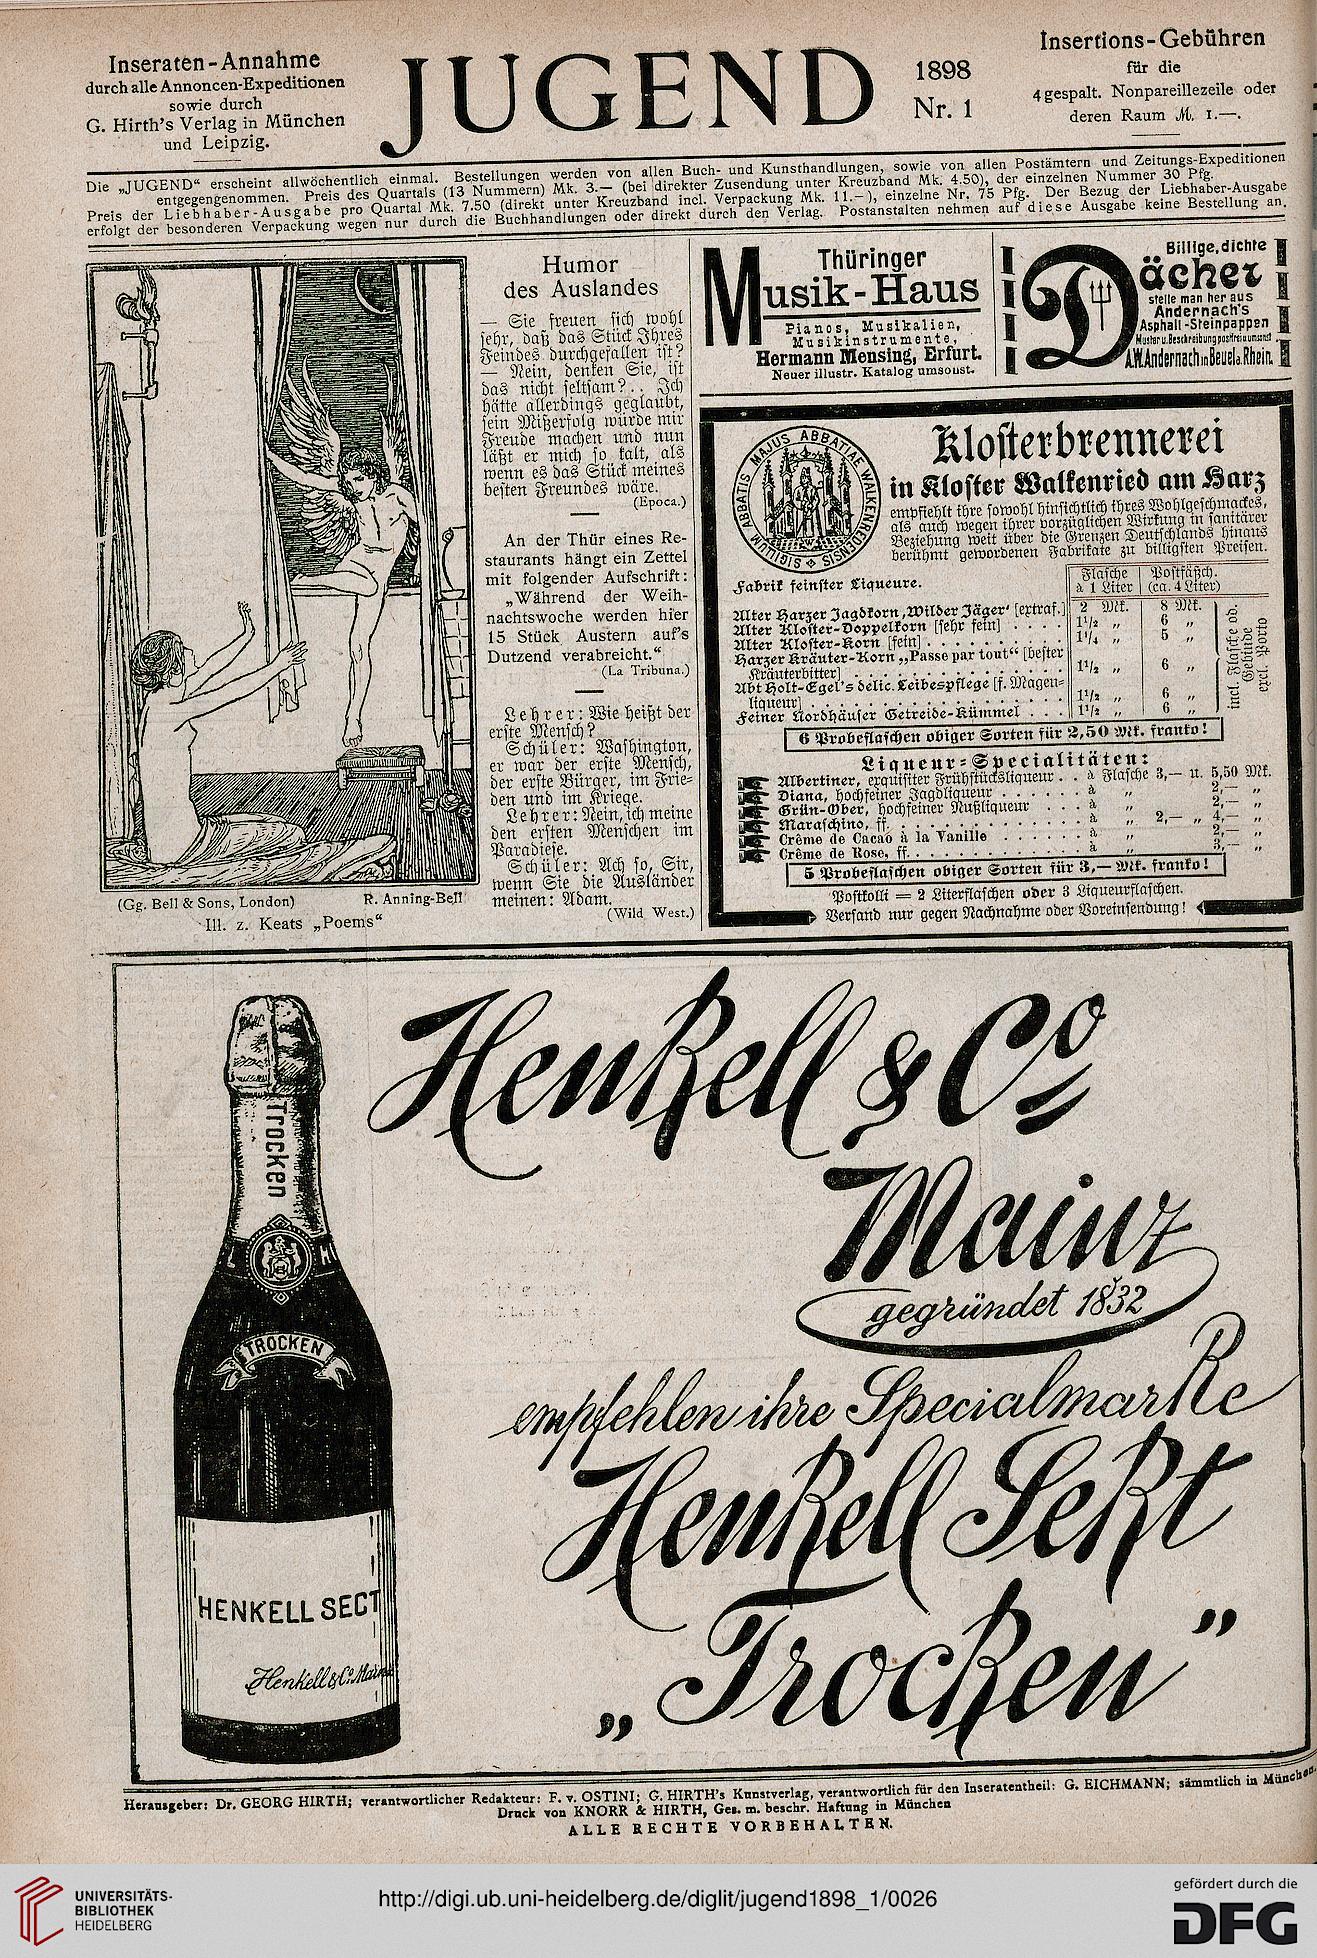 Inseraten-Annahme
durch alle Annoncen-Expeditionen
sowie durch
G. Hirth's Verlag in München
und Leipzig.
JUGEND
1898
Nr. 1
Insertions-Gebühren
für die
4 gespalt. Nonpareillezeile oder
deren Raum M. 1.—.
Die „JUGEND“ erscheint allwöchentlich einmal. Bestellungen werden von allen Buch- und Kunsthandlungen, sowie von allen Postämtern und Zeitungs-Expeditionen
entgegengenommen. Preis des Quartals (13 Nummern) Mk. 3.— (bei direkter Zusendung unter Kreuzband Mk. 4.50), der einzelnen Nummer 30 Pfg.
Preis der Liebhaber-Ausgabe pro Quartal Mk. 7.50 (direkt unter Kreuzband incl. Verpackung Mk. 11.—), einzelne Nr. 75 Pfg. Der Bezug der Liebhaber-Ausgabe
erfolgt der besonderen Verpackung wegen nur durch die Buchhandlungen oder direkt durch den Verlag. Postanstalten nehmen auf diese Ausgabe keine Bestellung an.
(Gg. Bell & Sons, London)
R. Anning-Bell
Ill. z. Keats „Poems“
Humor
des Auslandes
— Sie freuen sich wohl
sehr, daß das Stück Ihres
Feindes durchgefallen ist?
— Nein, denken Sie, ist
das nicht seltsam?.. Ich
hätte allerdings geglaubt,
sein Mißerfolg würde mir
Freude machen und nun
läßt er mich so kalt, als
wenn es das Stück meines
besten Freundes wäre.
(Epoca.)
An der Thür eines Re-
staurants hängt ein Zettel
mit folgender Aufschrift:
„Während der Weih-
nachtswoche werden hier
15 Stück Austern auf's
Dutzend verabreicht.“
(La Tribuna.)
Lehrer: Wie heißt der
erste Mensch?
Schüler: Washington,
er war der erste Mensch,
der erste Bürger, im Frie-
den und im Kriege.
Lehrer: Nein, ich meine
den ersten Menschen im
Paradiese.
Schüler: Ach so, Sir,
wenn Sie die Ausländer
meinen: Adam.
(Wild West.)
Thüringer
Musik-Haus
Pianos, Musikalien,
Musikinstrumente,
Hermann Mensing, Erfurt.
Neuer illustr. Katalog umsonst.
Billige, dichte
Dächer
stelle man her aus
Andernach's
Asphalt-Steinpappen
Muster u. Beschreibung postfrei u. umsonst
A.W. Andernach in Beuel a. Rhein.
SIGILUM ABBATIS MAJUS ABBATIAE WALKENREDENSIS
Klosterbrennerei
in Kloster Walkenried am Harz
empfiehlt ihre sowohl hinsichtlich ihres Wohlgeschmackes,
als auch wegen ihrer vorzüglichen Wirkung in sanitärer
Beziehung weit über die Grenzen Deutschlands hinaus
berühmt gewordenen Fabrikate zu billigsten Preisen.
Fabrik feinster Liqueure.
Flasche à 1 Liter | Postfäßch. (ca. 4 Liter)
Alter Harzer Jagdkorn ‚Wilder Jäger‘ [extraf.] 2 Mk. 8 Mk.
Alter Kloster-Doppelkorn [sehr fein] . . . . 1½ „ 6 „
Alter Kloster-Korn [fein] . . . . . . . 1¼ „ 5 „
Harzer Kräuter-Korn „Passe par tout“ [bester
Kräuterbitter] . . . . . . . . . . . 1½ „ 6 „
Abt Holt-Egel's delic. Leibespflege [f. Magen-
liqueur] . . . . . . . . . . . . . . 1½ „ 6 „
Feiner Nordhäuser Getreide-Kümmel . . . 1½ „ 6 „
incl. Flasche od.
Gebinde
excl. Porto
6 Probeflaschen obiger Sorten für 2,50 Mk. franko!
Liqueur-Specialitäten:
Albertiner, exquisiter Frühstücksliqueur . . à Flasche 3,— u. 5,50 Mk.
Diana, hochfeiner Jagdliqueur . . . . . . . à „ 2,— „
Grün-Ober, hochfeiner Nußliqueur . . . . à „ 2,— „
Maraschino, ff. . . . . . . . . . . . . . à „ 2,— „ 4,— „
Crême de Cacao à la Vanille . . . . . . . à „ 2,— „
Crême de Rose, ff. . . . . . . . . . . . . à „ 3,— „
5 Probeflaschen obiger Sorten für 3,— Mk. franko!
Postkolli = 2 Literflaschen oder 3 Liqueurflaschen.
Versand nur gegen Nachnahme oder Voreinsendung!
Trocken
TROCKEN
HENKELL SECT
Henkell & Co. Mainz
Henkell & Co
Mainz
gegründet 1832
empfehlen ihre Specialmarke
Henkell Sekt
„Trocken”
Herausgeber: Dr. GEORG HIRTH; verantwortlicher Redakteur: F. v. OSTINI; G. HIRTH's Kunstverlag, verantwortlich für den Inseratentheil: G. EICHMANN; sämmtlich in München.
Druck von KNORR & HIRTH, Ges. m. beschr. Haftung in München
ALLE RECHTE VORBEHALTEN.
UNIVERSITÄTS-
BIBLIOTHEK
HEIDELBERG
http://digi.ub.uni-heidelberg.de/diglit/jugend1898_1/0026
gefördert durch die
DFG